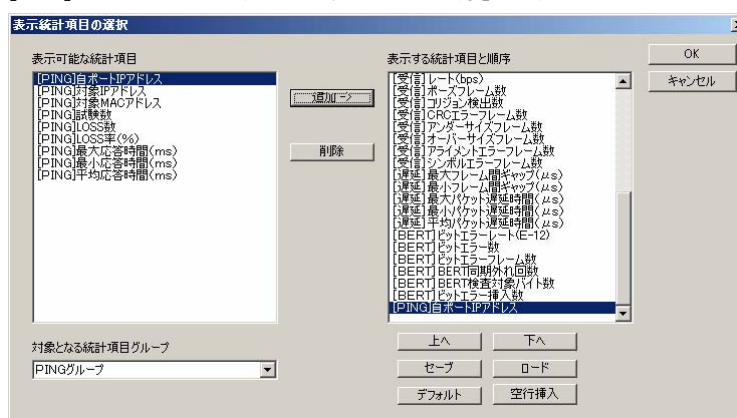 表示統計項目の選択
表示可能な統計項目
[PING]自ポートIPアドレス
[PING]対象IPアドレス
[PING]対象MACアドレス
[PING]試験数
[PING]LOSS数
[PING]LOSS率(%)
[PING]最大応答時間(ms)
[PING]最小応答時間(ms)
[PING]平均応答時間(ms)
追加 ->
削除
表示する統計項目と順序
[受信]レート(bps)
[受信]ポーズフレーム数
[受信]コリジョン検出数
[受信]CRCエラーフレーム数
[受信]アンダーサイズフレーム数
[受信]オーバーサイズフレーム数
[受信]アライメントエラーフレーム数
[受信]シンボルエラーフレーム数
[遅延]最大フレーム間ギャップ(μs)
[遅延]最小フレーム間ギャップ(μs)
[遅延]最大パケット遅延時間(μs)
[遅延]最小パケット遅延時間(μs)
[遅延]平均パケット遅延時間(μs)
[BERT]ビットエラーレート(E-12)
[BERT]ビットエラー数
[BERT]ビットエラーフレーム数
[BERT]BERT同期外れ回数
[BERT]BERT検査対象バイト数
[BERT]ビットエラー挿入数
[PING]自ポートIPアドレス
OK
キャンセル
対象となる統計項目グループ
PINGグループ
上へ
下へ
セーブ
ロード
デフォルト
空行挿入